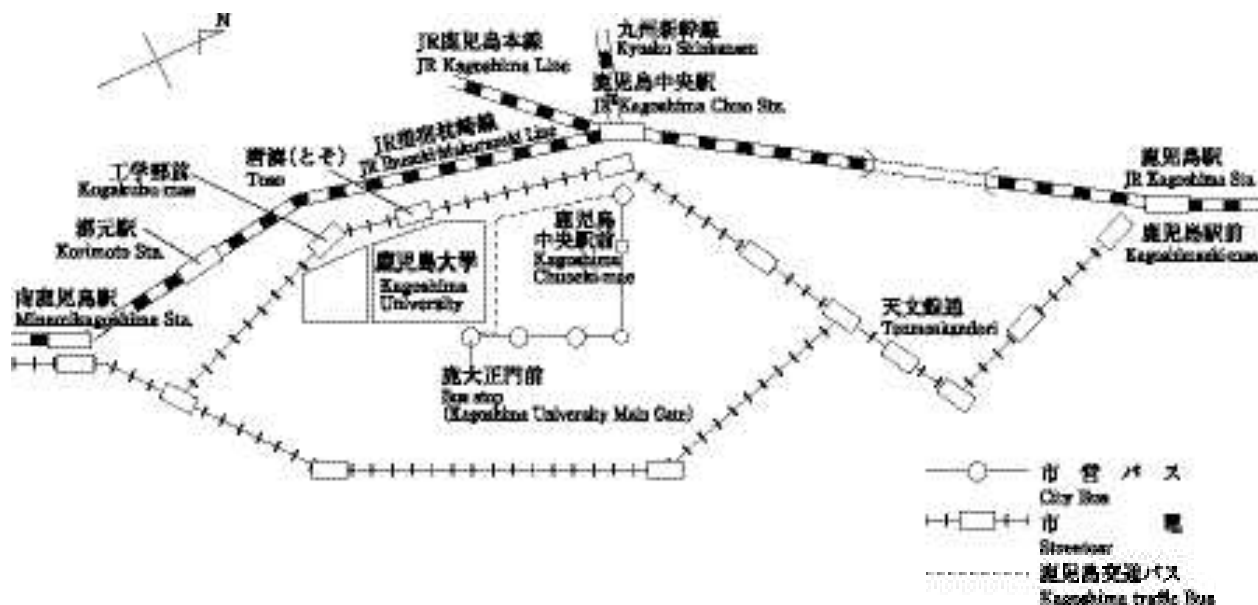 N
JR鹿児島本線
JR Kagoshima Line
九州新幹線
Kyusyu Shinkansen
鹿児島中央駅
JR Kagoshima Chuo Sta.
JR指宿枕崎線
JR Ibusuki Makurazaki Line
唐湊(とそ)
Toso
工学部前
Kogakubu-mae
郡元駅
Korimoto Sta.
南鹿児島駅
Minamikagoshima Sta.
鹿児島大学
Kagoshima
University
鹿児島
中央駅前
Kagoshima
Chuoeki-mae
鹿児島駅
JR Kagoshima Sta.
鹿児島駅前
Kagoshimaeki-mae
天文館通
Tenmonkandori
鹿大正門前
Bus stop
(Kagoshima University Main Gate)
市営バス
City Bus
市電
Streetcar
鹿児島交通バス
Kagoshima traffic Bus